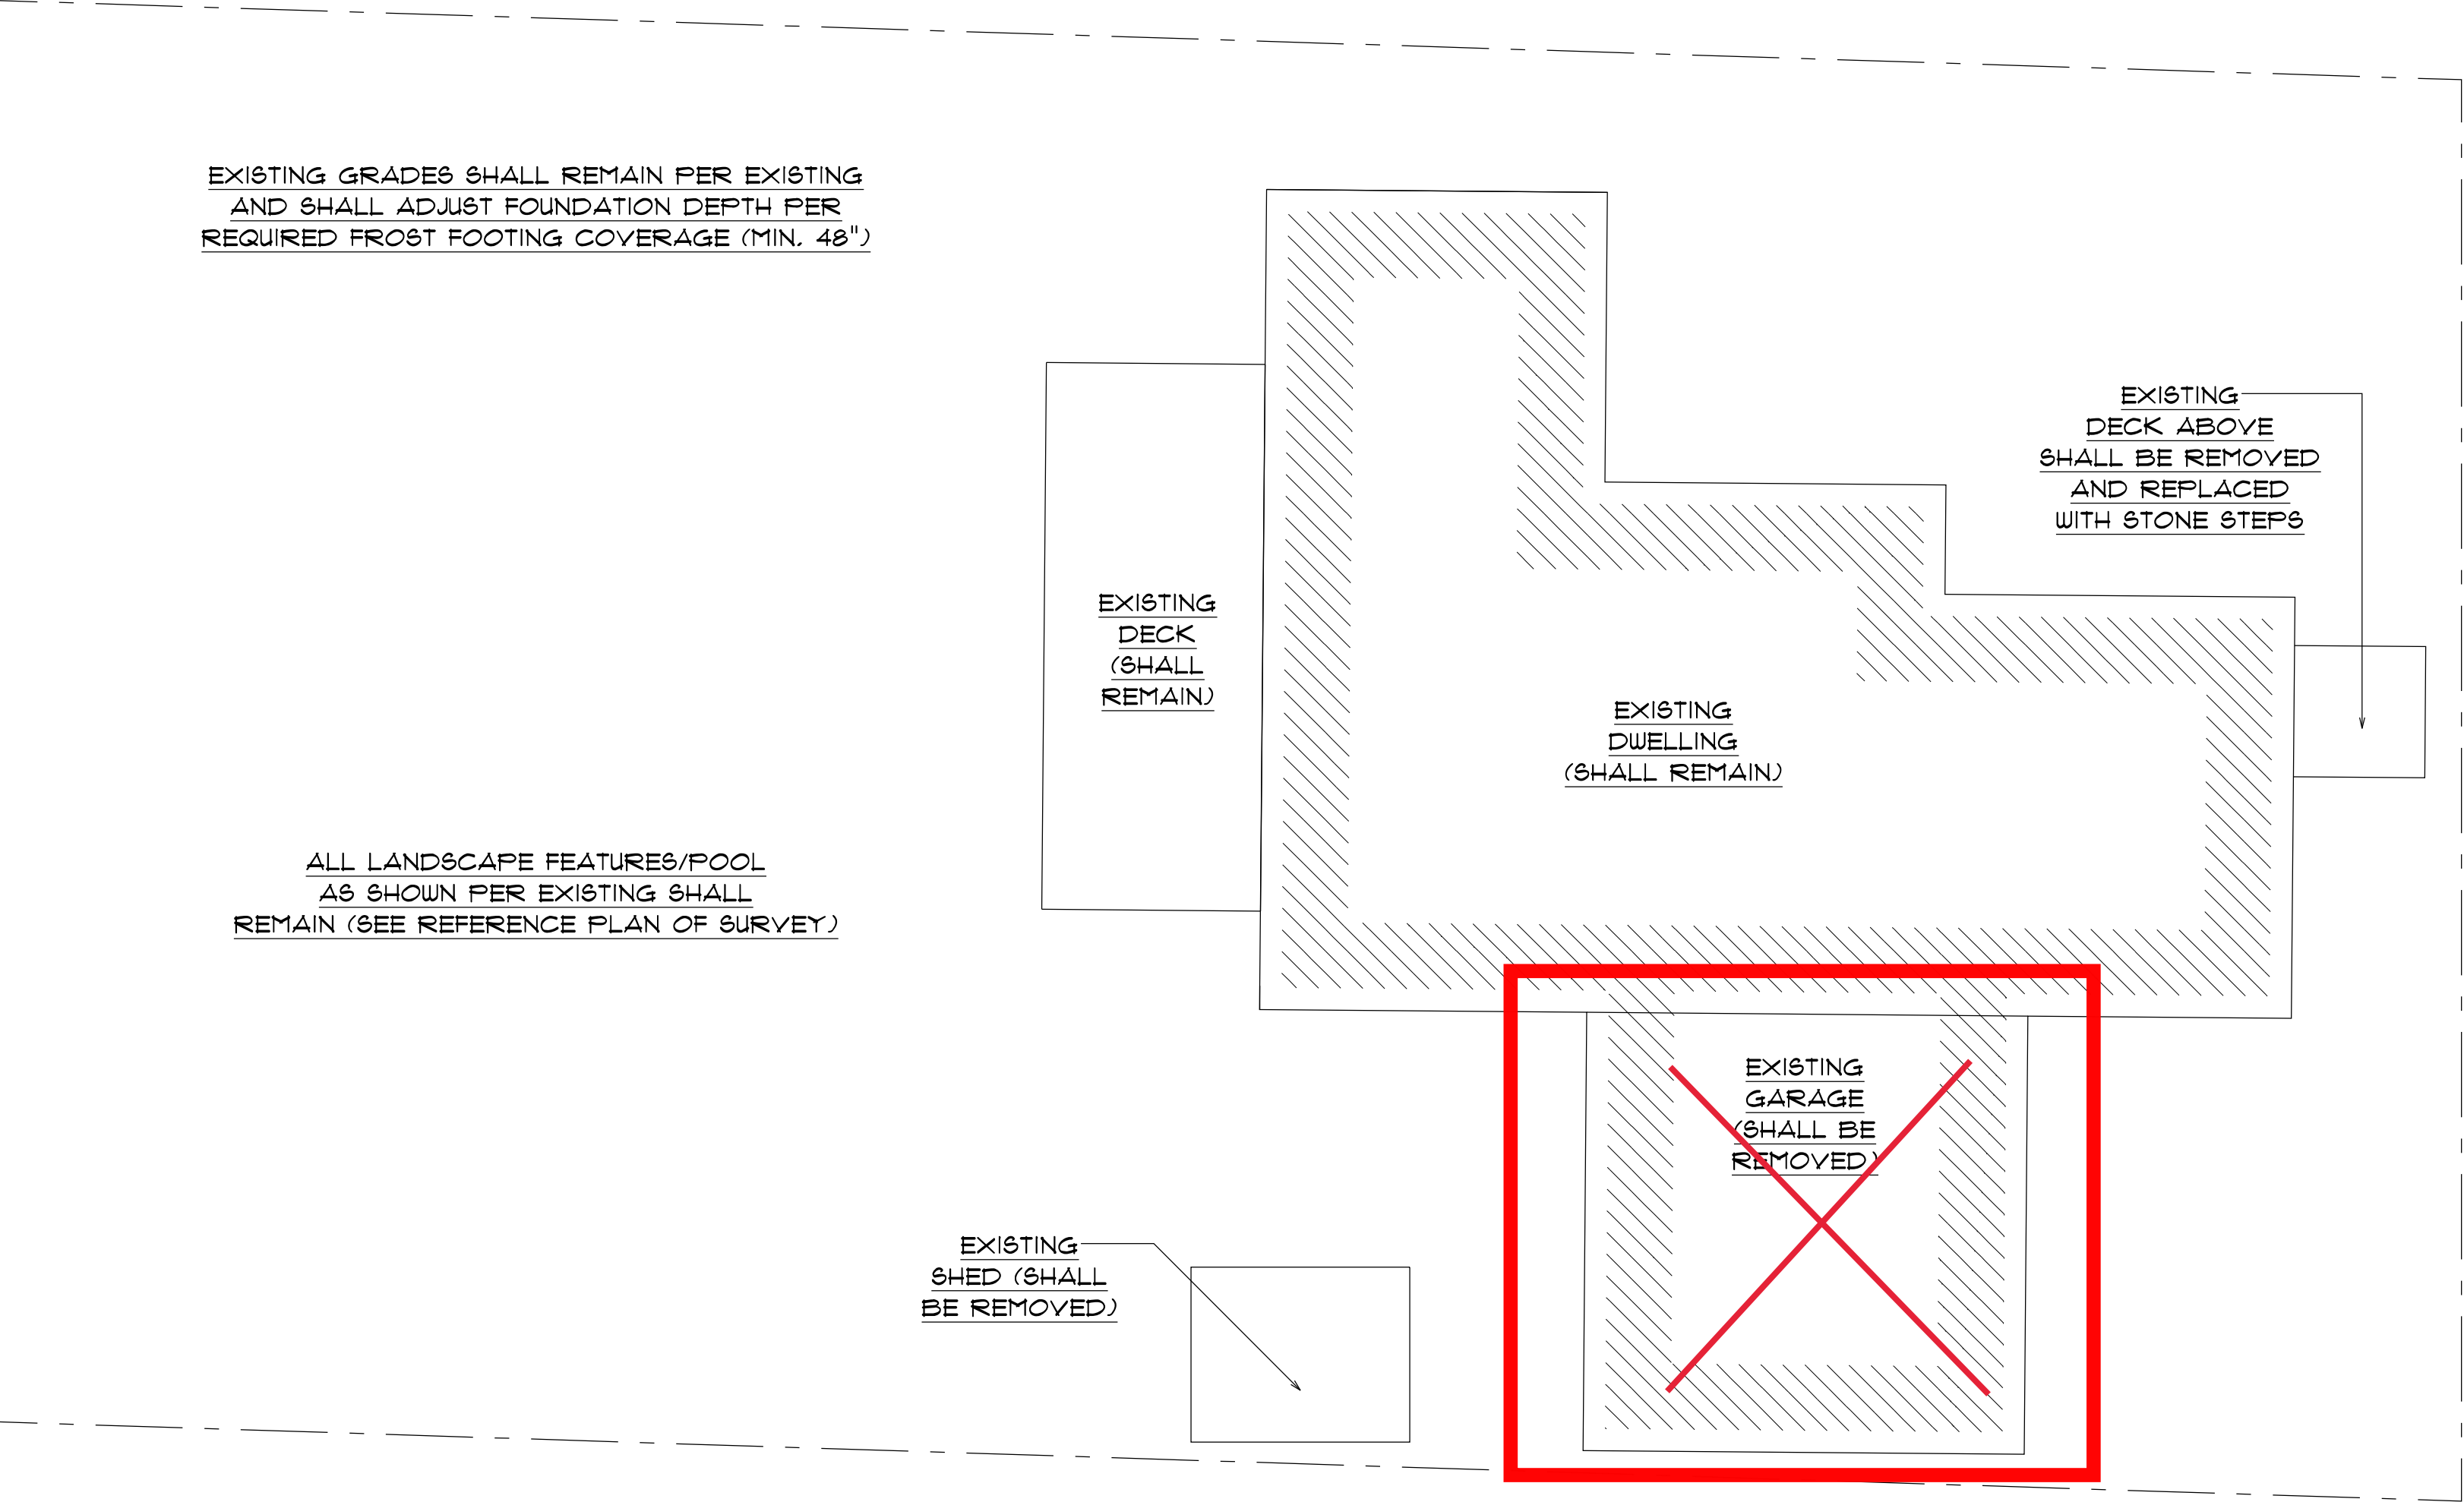 EXISTING GRADES SHALL REMAIN PER EXISTING
AND SHALL ADJUST FOUNDATION DEPTH PER
REQUIRED FROST FOOTING COVERAGE (MIN. 48")
EXISTING
DECK ABOVE
SHALL BE REMOVED
AND REPLACED
WITH STONE STEPS
EXISTING
DECK
(SHALL
REMAIN)
EXISTING
DWELLING
(SHALL REMAIN)
ALL LANDSCAPE FEATURES/POOL
AS SHOWN PER EXISTING SHALL
REMAIN (SEE REFERENCE PLAN OF SURVEY)
EXISTING
GARAGE
(SHALL BE
REMOVED)
EXISTING
SHED (SHALL
BE REMOVED)